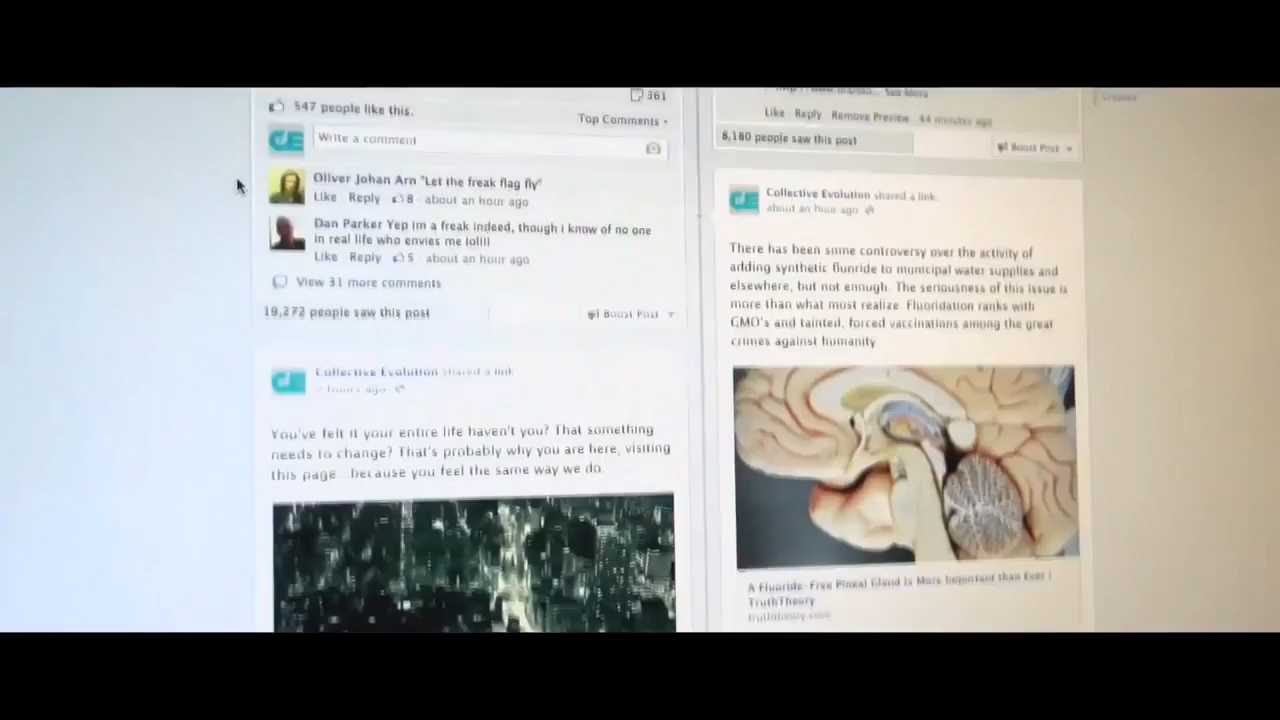 361
547 people like this.
Top Comments
Write a comment
Oliver Johan Arn "Let the freak flag fly"
Like Reply 8 · about an hour ago
Dan Parker Yep im a freak indeed, though i know of no one
in real life who envies me lolill
Like Reply 5 · about an hour ago
View 31 more comments
Boost Post
Collective Evolution shared a link
hours ago
You've felt it your entire life haven't you? That something
needs to change? That's probably why you are here, visiting
this page...because you feel the same way we do
See More
Like Reply Remove Preview 44 minutes ago
8,180 people saw this post
Boost Post
Collective Evolution shared a link.
about an hour ago
There has been some controversy over the activity of
adding synthetic fluoride to municipal water supplies and
elsewhere, but not enough. The seriousness of this issue is
more than what most realize. Fluoridation ranks with
GMO's and tainted, forced vaccinations among the great
crimes against humanity
A Fluoride-Free Pineal Gland Is More Important than Ever |
TruthTheory
truththeory.com